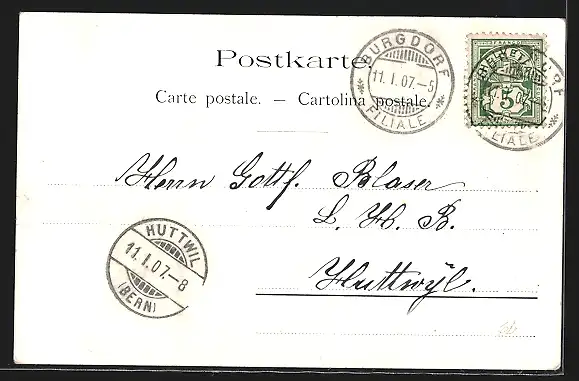 Postkarte.
Carte postale. — Cartolina postale.
BURGDORF
11.I.07.-5
FILIALE
5
FILIALE
Herrn Gottf. Blaser
L. H. B.
Huttwyl.
HUTTWIL
11.I.07.-8
(BERN)